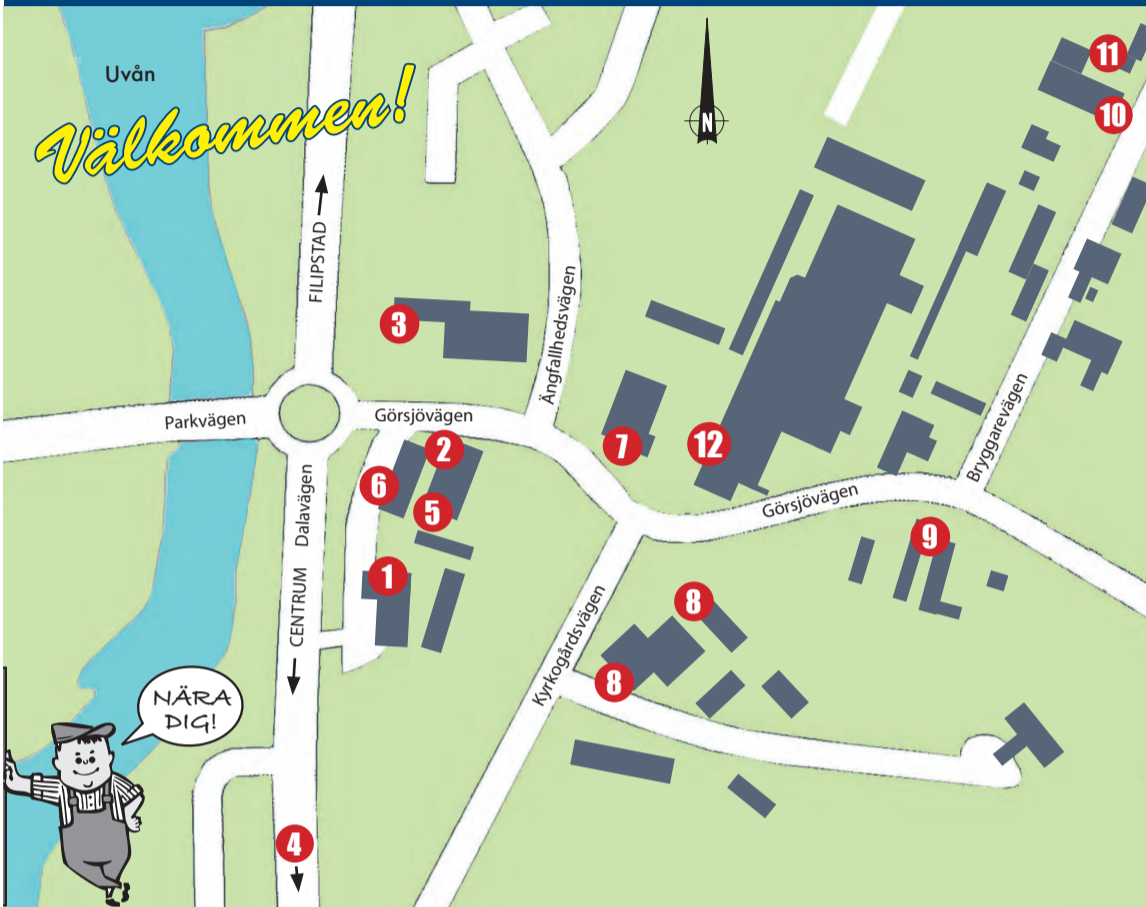 Uvån
Välkommen!
N
11
10
FILIPSTAD
3
Ängfallhedsvägen
Parkvägen
Görsjövägen
2
7
12
6
5
Bryggarevägen
Görsjövägen
Dalavägen
CENTRUM
9
1
8
Kyrkogårdsvägen
8
NÄRA
DIG!
4